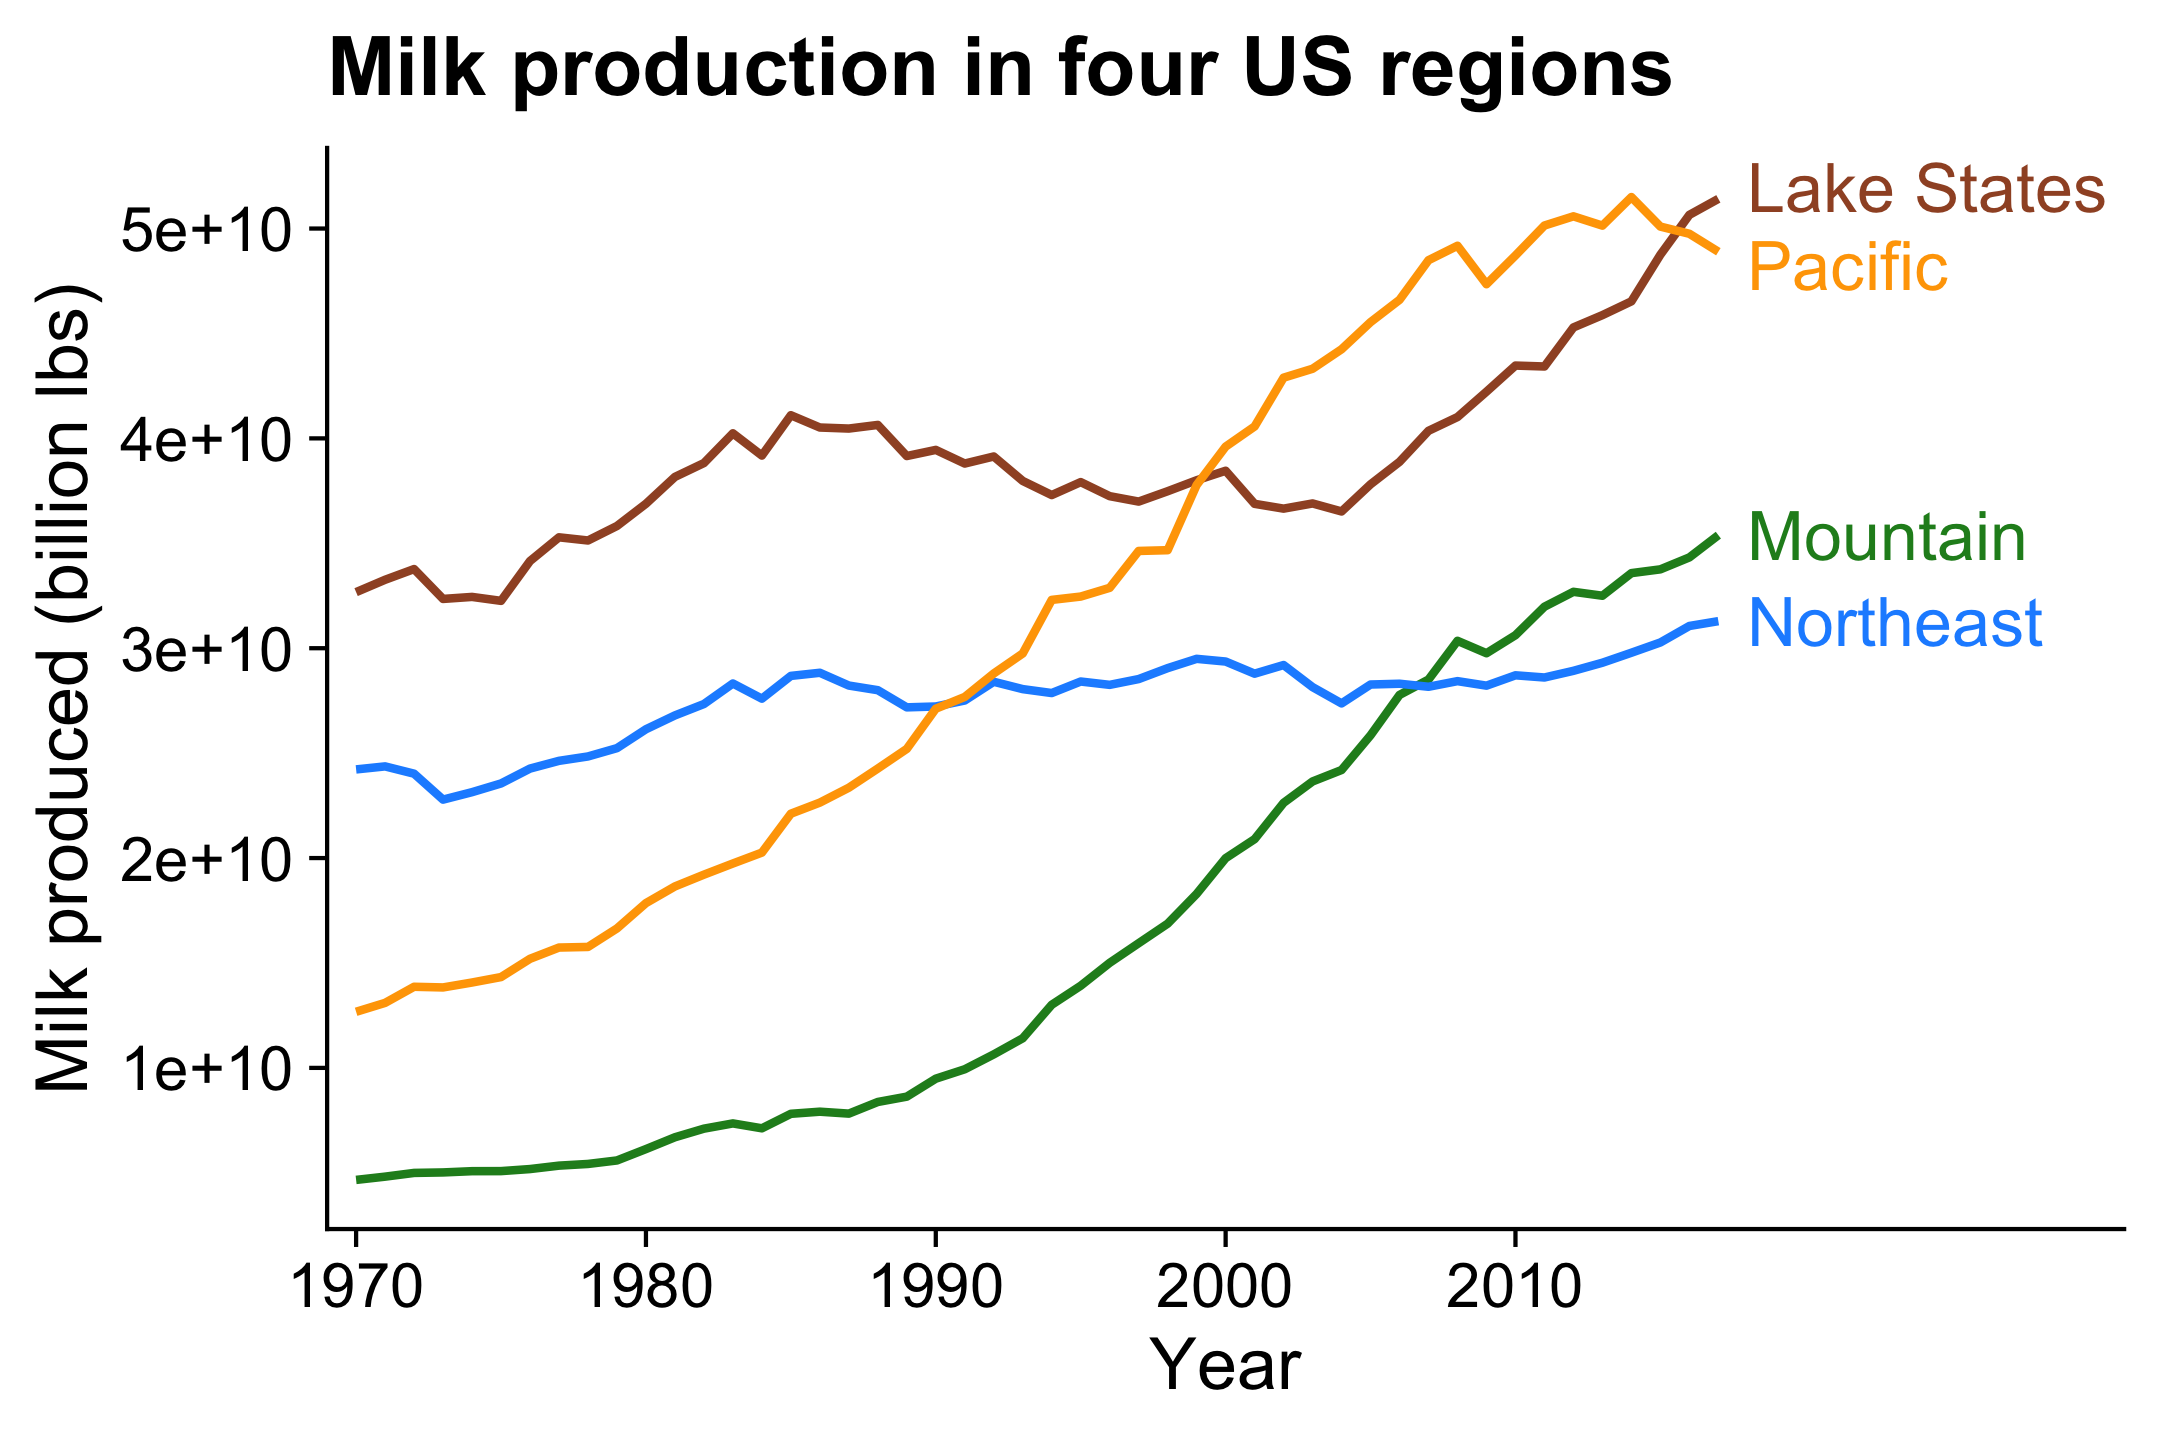 Milk production in four US regions
Milk produced (billion lbs)
5e+10
4e+10
3e+10
2e+10
1e+10
Lake States
Pacific
Mountain
Northeast
1970 1980 1990 2000 2010
Year